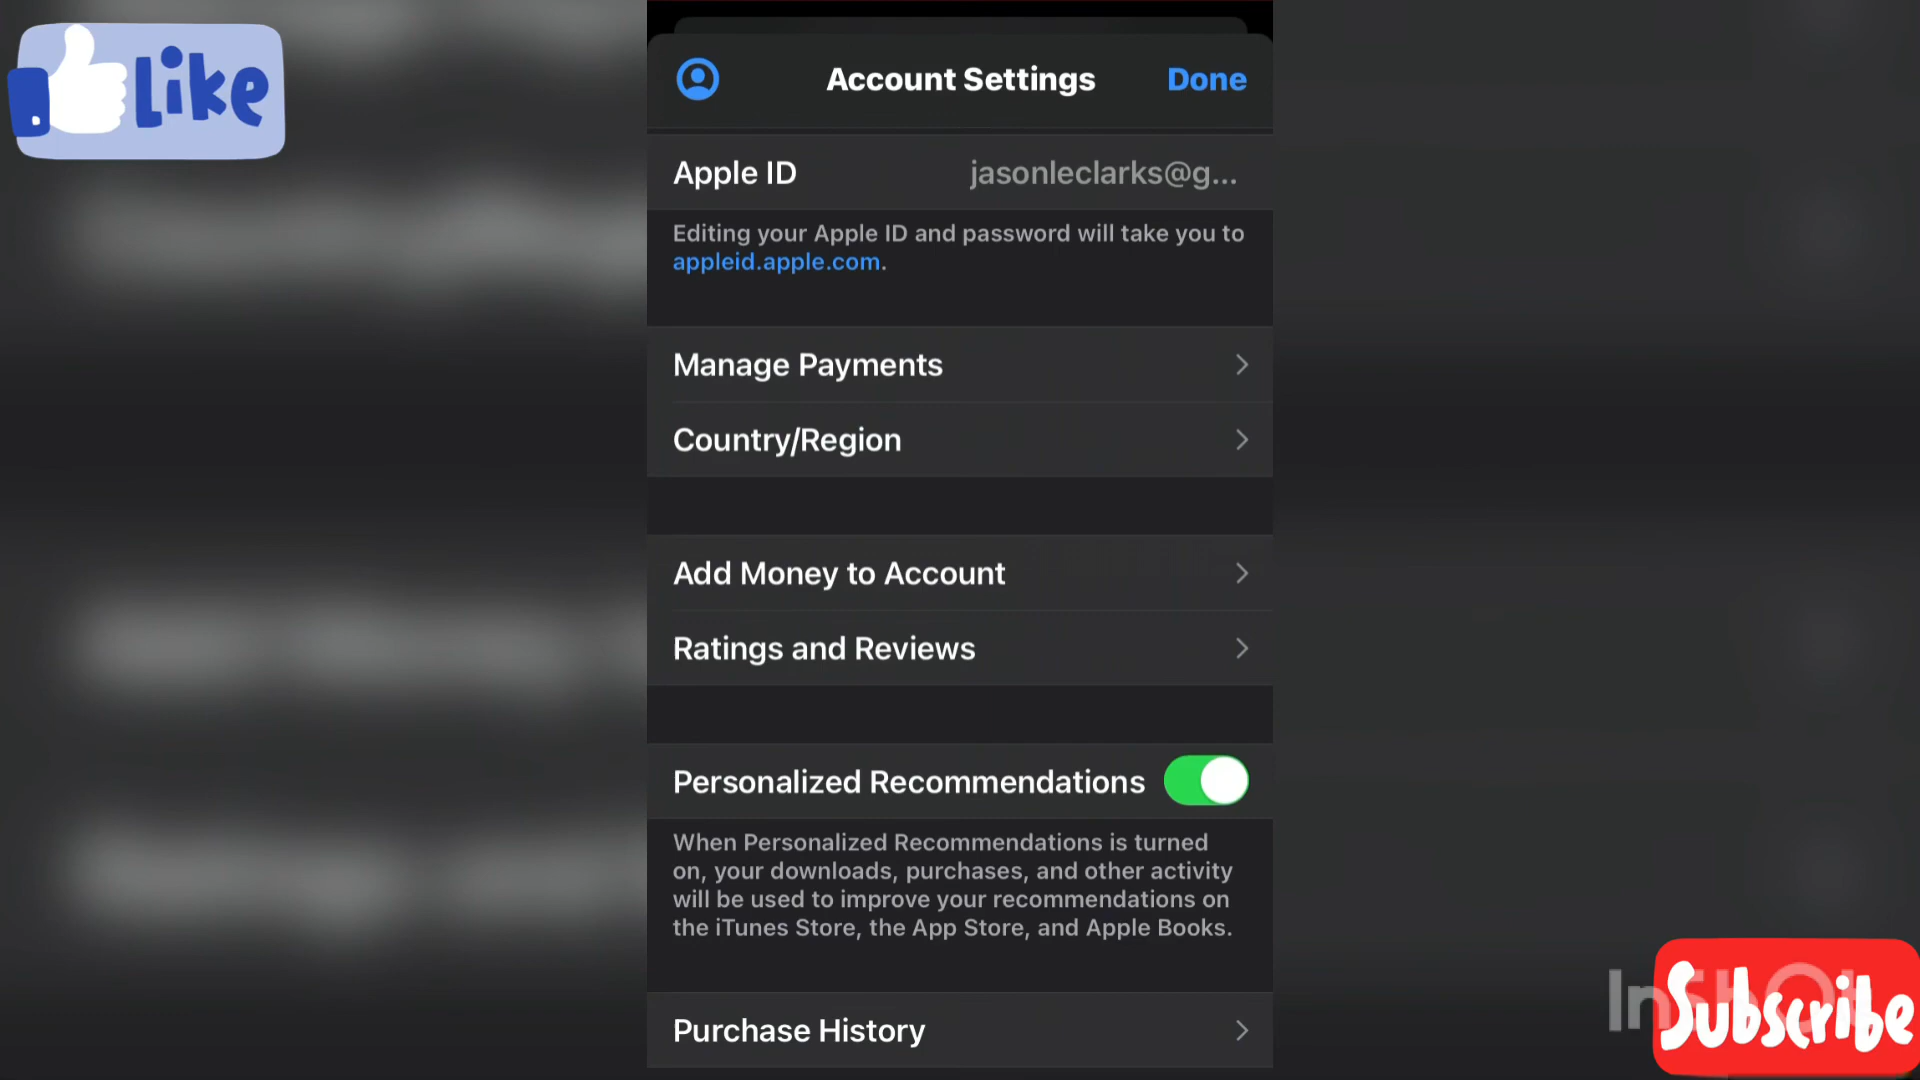 Like
Account Settings
Done
Apple ID
jasonleclarks@g...
Editing your Apple ID and password will take you to
appleid.apple.com.
Manage Payments
Country/Region
Add Money to Account
Ratings and Reviews
Personalized Recommendations
When Personalized Recommendations is turned
on, your downloads, purchases, and other activity
will be used to improve your recommendations on
the iTunes Store, the App Store, and Apple Books.
Purchase History
Subscribe